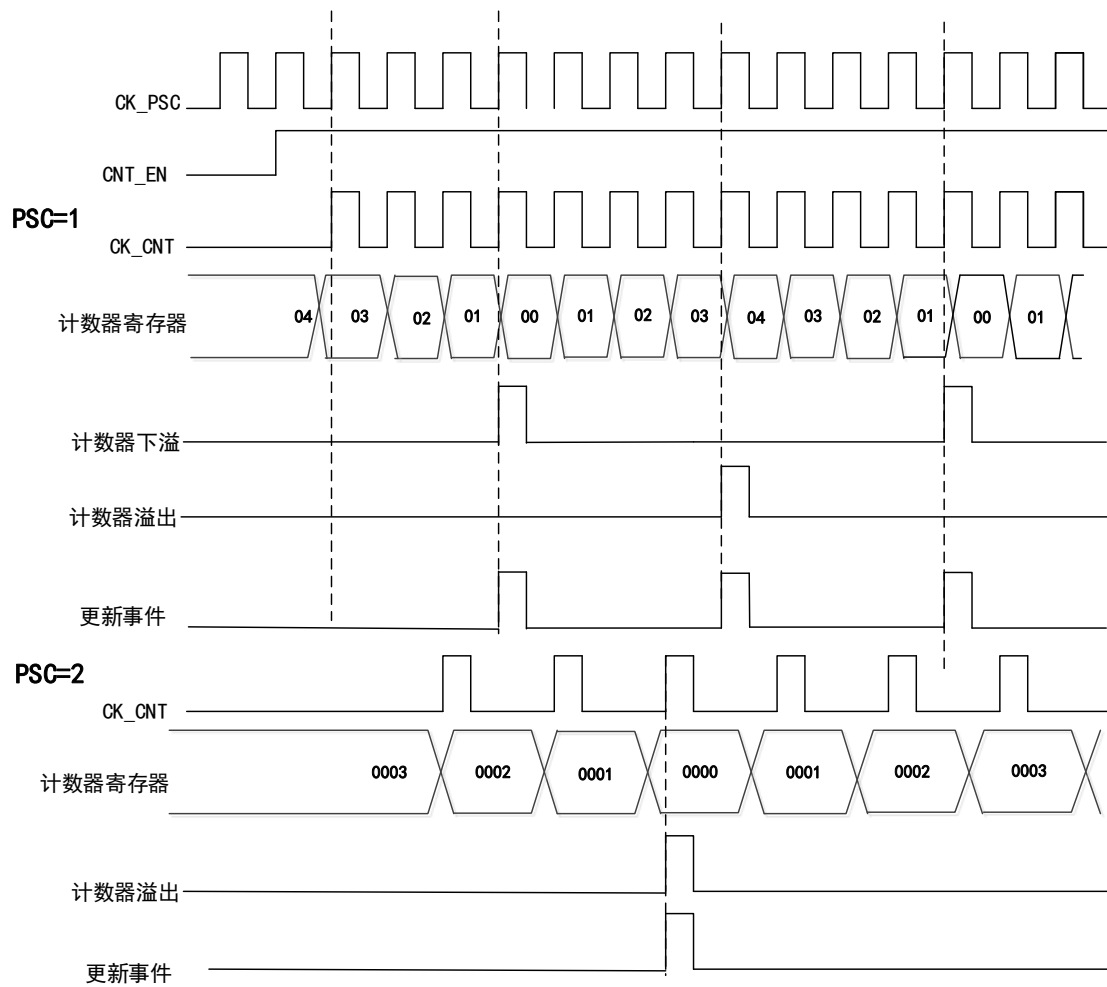 CK_PSC
CNT_EN
PSC=1
CK_CNT
计数器寄存器 04 03 02 01 00 01 02 03 04 03 02 01 00 01
计数器下溢
计数器溢出
更新事件
PSC=2
CK_CNT
计数器寄存器 0003 0002 0001 0000 0001 0002 0003
计数器溢出
更新事件